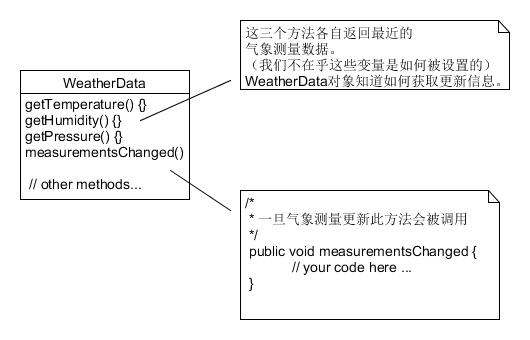 WeatherData
getTemperature() {}
getHumidity() {}
getPressure() {}
measurementsChanged()
// other methods...
这三个方法各自返回最近的
气象测量数据。
（我们不在乎这些变量是如何被设置的）
WeatherData对象知道如何获取更新信息。
/*
* 一旦气象测量更新此方法会被调用
*/
public void measurementsChanged {
// your code here ...
}